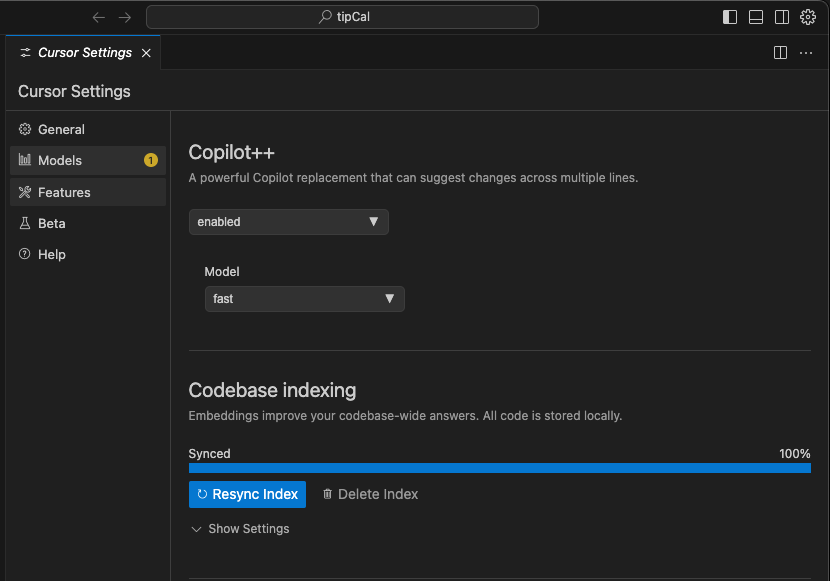 tipCal
Cursor Settings
Cursor Settings
General
Models 1
Features
Beta
Help
Copilot++
A powerful Copilot replacement that can suggest changes across multiple lines.
enabled
Model
fast
Codebase indexing
Embeddings improve your codebase-wide answers. All code is stored locally.
Synced 100%
Resync Index Delete Index
Show Settings